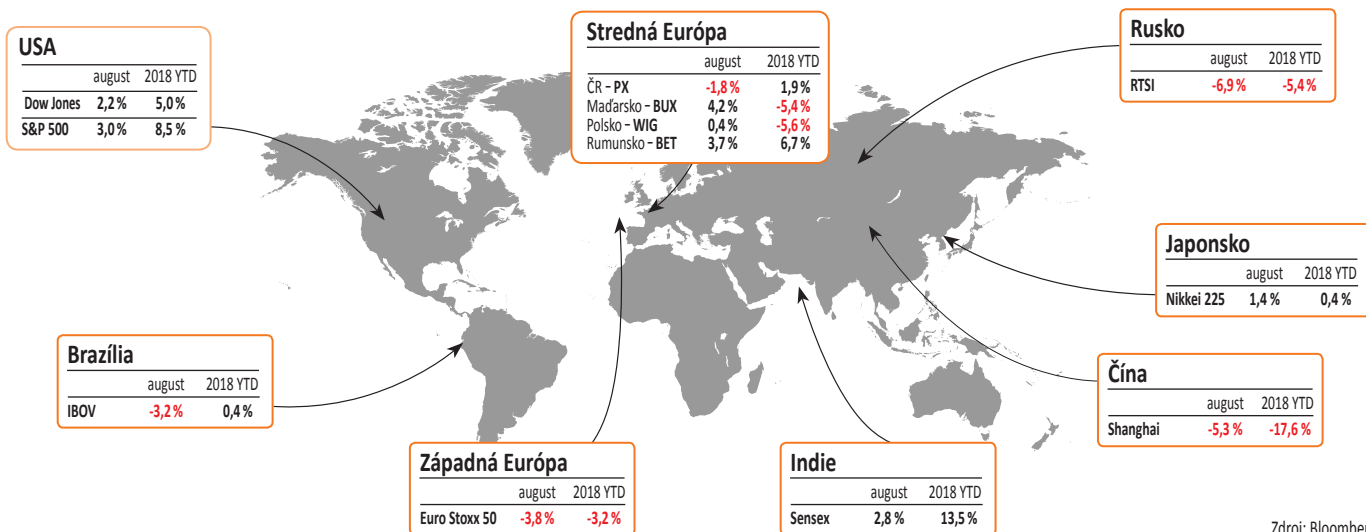 USA
august 2018 YTD
Dow Jones 2,2 % 5,0 %
S&P 500 3,0 % 8,5 %
Stredná Európa
august 2018 YTD
ČR – PX -1,8 % 1,9 %
Maďarsko – BUX 4,2 % -5,4 %
Polsko – WIG 0,4 % -5,6 %
Rumunsko – BET 3,7 % 6,7 %
Rusko
august 2018 YTD
RTSI -6,9 % -5,4 %
Japonsko
august 2018 YTD
Nikkei 225 1,4 % 0,4 %
Brazília
august 2018 YTD
IBOV -3,2 % 0,4 %
Čína
august 2018 YTD
Shanghai -5,3 % -17,6 %
Západná Európa
august 2018 YTD
Euro Stoxx 50 -3,8 % -3,2 %
Indie
august 2018 YTD
Sensex 2,8 % 13,5 %
Zdroj: Bloomber